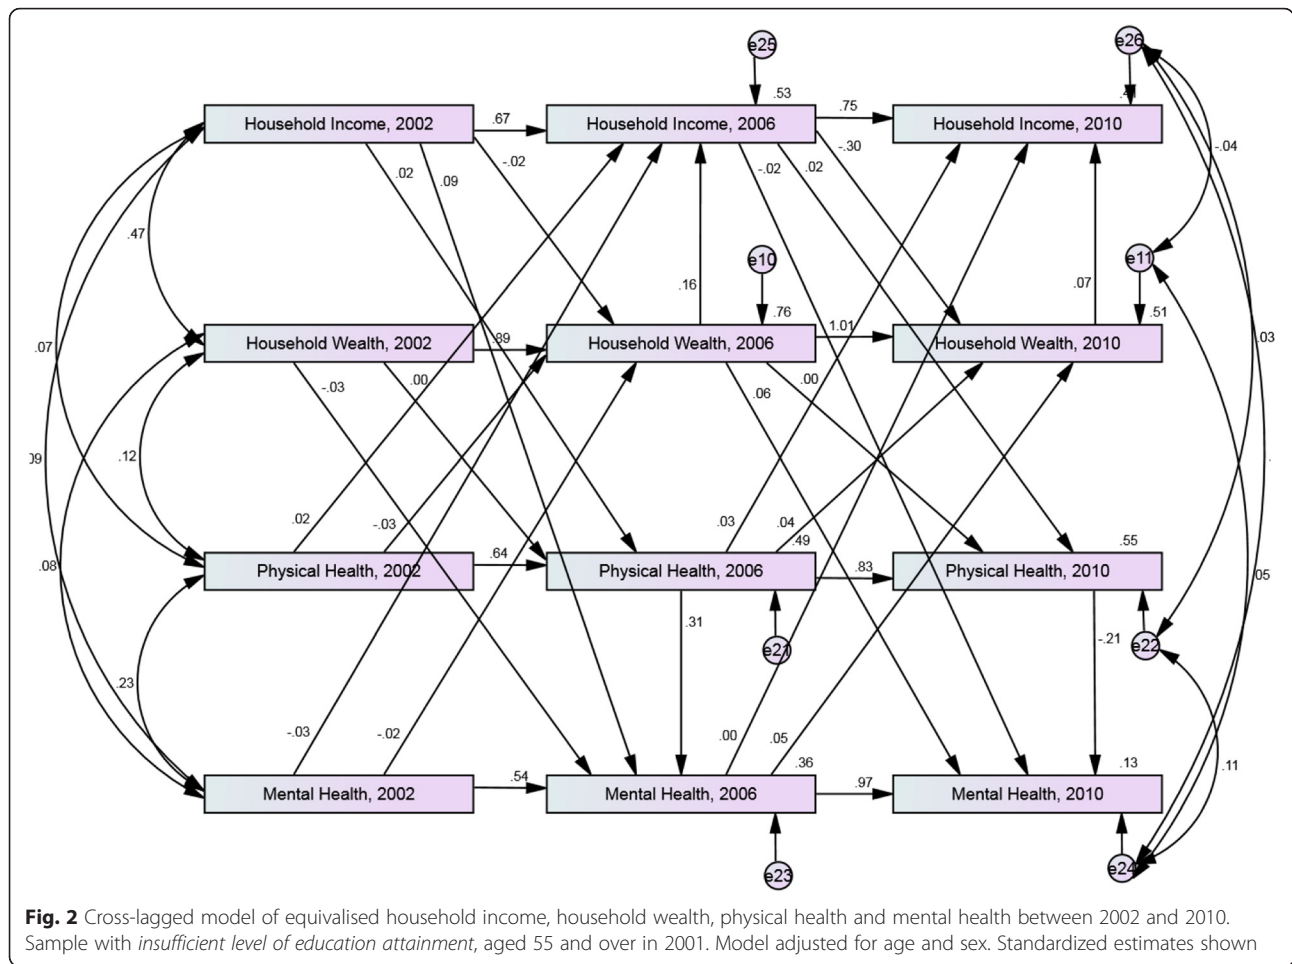 e25
e26
.53
.4
Household Income, 2002
.67
Household Income, 2006
.75
Household Income, 2010
-.02
-.30
-.04
.02
.09
-.02
.02
.47
e10
e11
.16
.07
.76
.51
Household Wealth, 2002
.89
Household Wealth, 2006
1.01
Household Wealth, 2010
.03
.07
-.03
.00
.06
.00
.12
.09
.02
-.03
.03
.04
.49
.55
Physical Health, 2002
.64
Physical Health, 2006
.83
Physical Health, 2010
.08
.05
.31
e21
-.21
e22
.23
-.03
-.02
.00
.05
.36
.13
.11
Mental Health, 2002
.54
Mental Health, 2006
.97
Mental Health, 2010
e23
e24
Fig. 2 Cross-lagged model of equivalised household income, household wealth, physical health and mental health between 2002 and 2010.
Sample with insufficient level of education attainment, aged 55 and over in 2001. Model adjusted for age and sex. Standardized estimates shown